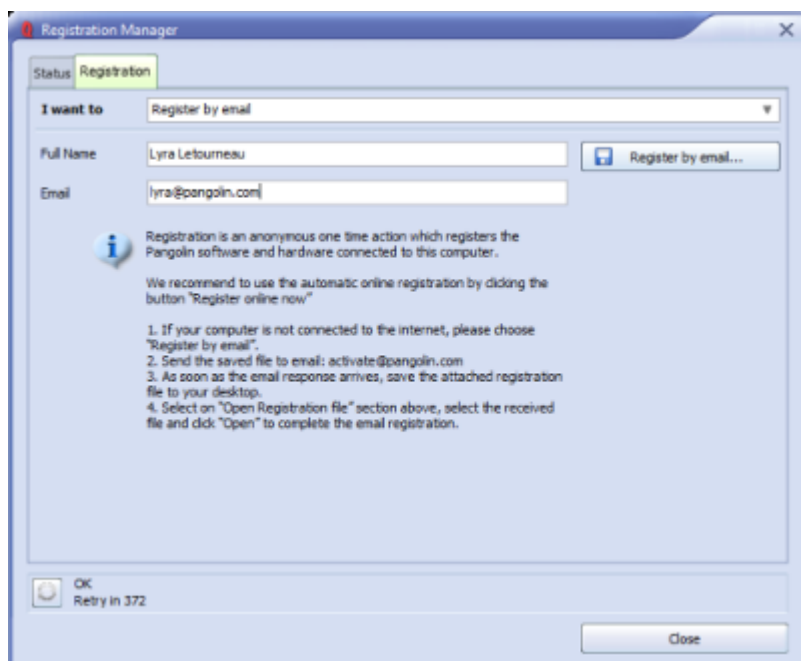 Registration Manager
Status Registration
I want to Register by email
Full Name Lyra Letourneau Register by email...
Email lyra@pangolin.com
Registration is an anonymous one time action which registers the
Pangolin software and hardware connected to this computer.
We recommend to use the automatic online registration by clicking the
button "Register online now"
1. If your computer is not connected to the internet, please choose
"Register by email".
2. Send the saved file to email: activate@pangolin.com
3. As soon as the email response arrives, save the attached registration
file to your desktop.
4. Select on "Open Registration file" section above, select the received
file and click "Open" to complete the email registration.
OK
Retry in 372
Close